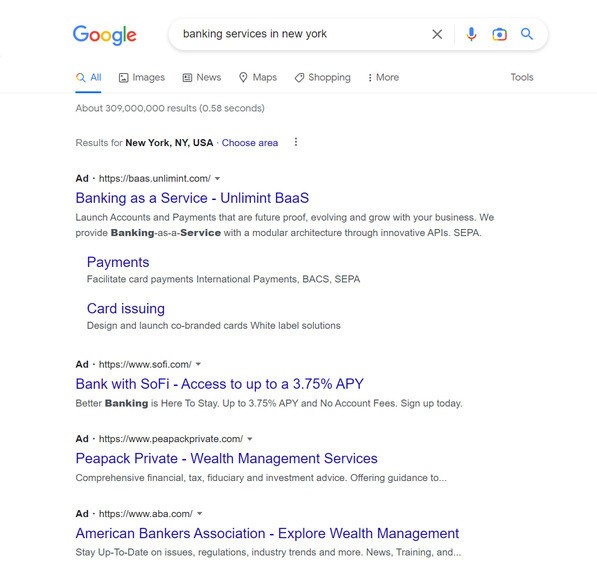 Google
banking services in new york
All Images News Maps Shopping More Tools
About 309,000,000 results (0.58 seconds)
Results for New York, NY, USA · Choose area
Ad · https://baas.unlimint.com/
Banking as a Service - Unlimint BaaS
Launch Accounts and Payments that are future proof, evolving and grow with your business. We
provide Banking-as-a-Service with a modular architecture through innovative APIs. SEPA.
Payments
Facilitate card payments International Payments, BACS, SEPA
Card issuing
Design and launch co-branded cards White label solutions
Ad · https://www.sofi.com/
Bank with SoFi - Access to up to a 3.75% APY
Better Banking is Here To Stay. Up to 3.75% APY and No Account Fees. Sign up today.
Ad · https://www.peapackprivate.com/
Peapack Private - Wealth Management Services
Comprehensive financial, tax, fiduciary and investment advice. Offering guidance to...
Ad · https://www.aba.com/
American Bankers Association - Explore Wealth Management
Stay Up-To-Date on issues, regulations, industry trends and more. News, Training, and...